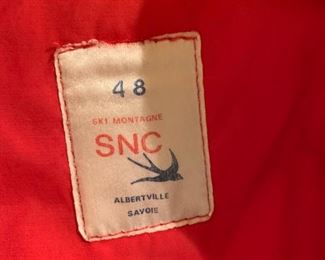 48
SKI MONTAGNE
SNC
ALBERTVILLE
SAVOIE